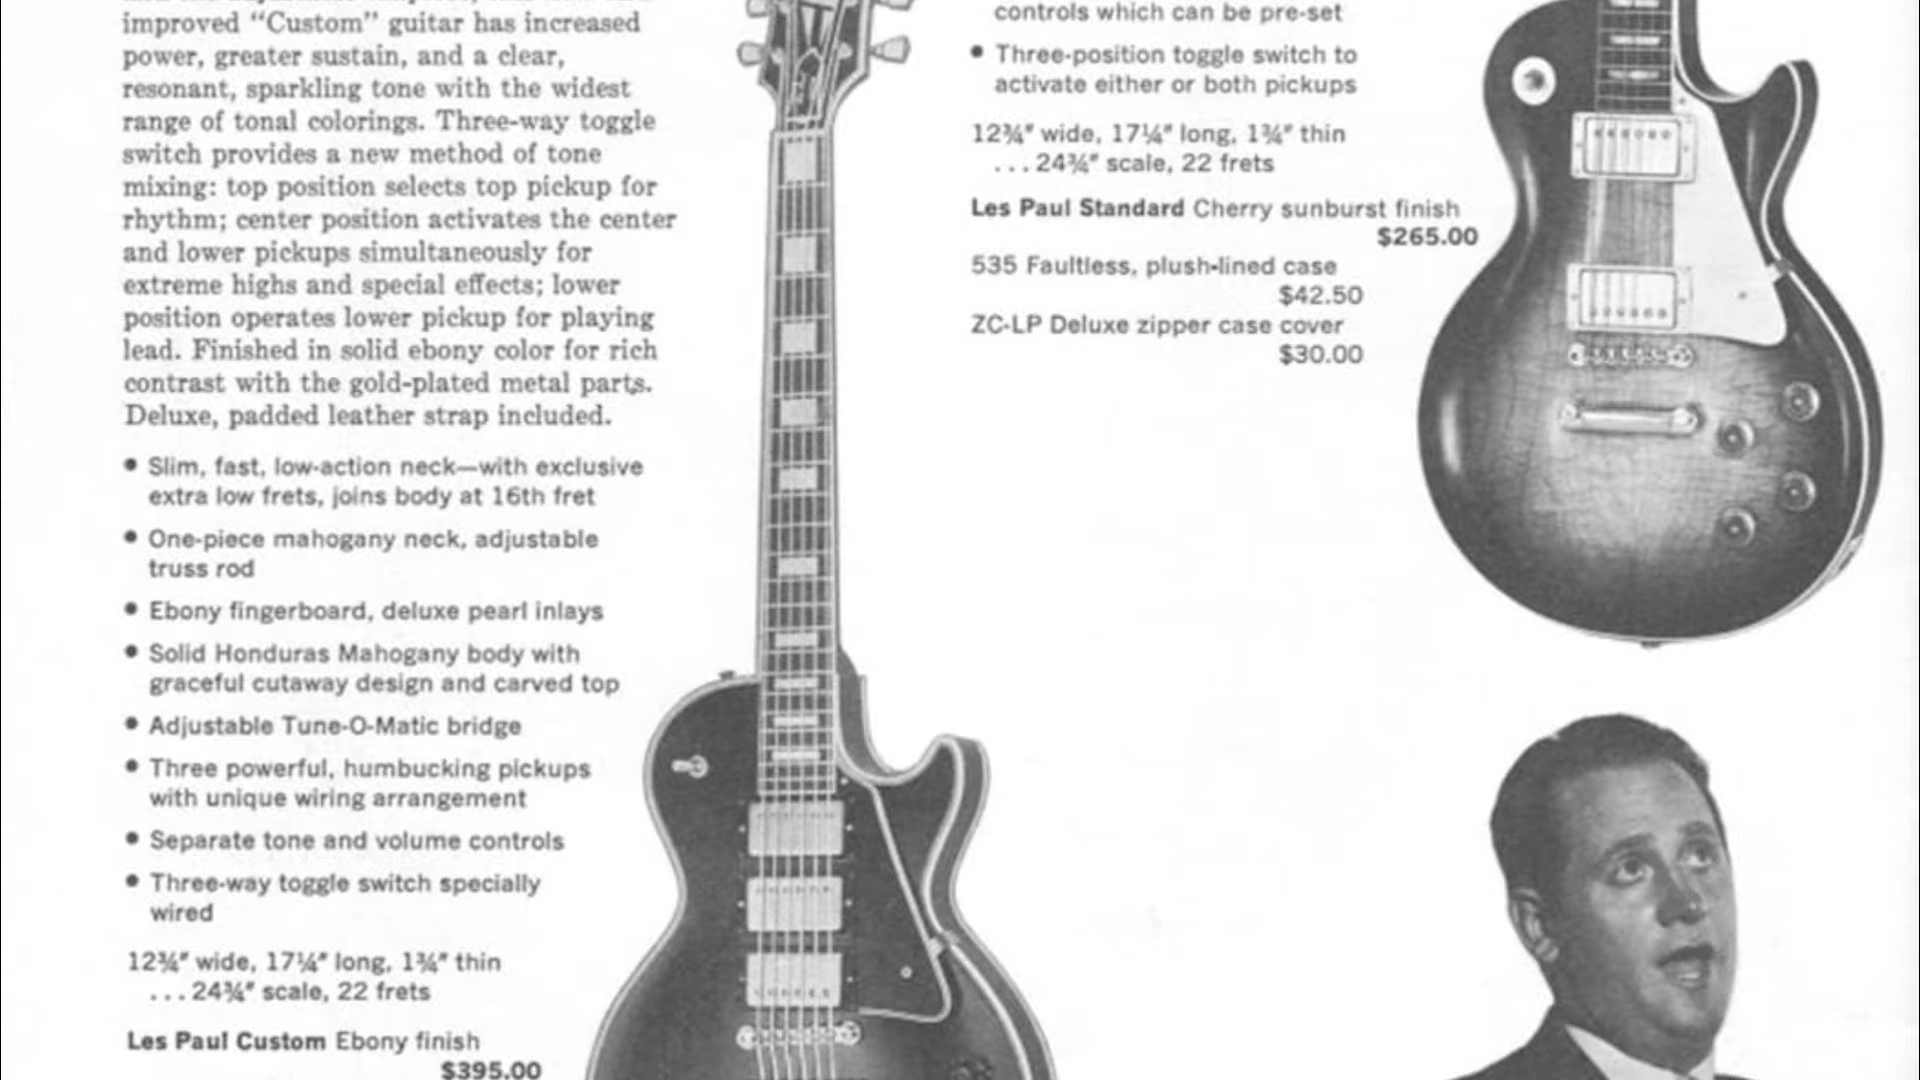 improved “Custom” guitar has increased
power, greater sustain, and a clear,
resonant, sparkling tone with the widest
range of tonal colorings. Three-way toggle
switch provides a new method of tone
mixing: top position selects top pickup for
rhythm; center position activates the center
and lower pickups simultaneously for
extreme highs and special effects; lower
position operates lower pickup for playing
lead. Finished in solid ebony color for rich
contrast with the gold-plated metal parts.
Deluxe, padded leather strap included.
• Slim, fast, low-action neck—with exclusive
extra low frets, joins body at 16th fret
• One-piece mahogany neck, adjustable
truss rod
• Ebony fingerboard, deluxe pearl inlays
• Solid Honduras Mahogany body with
graceful cutaway design and carved top
• Adjustable Tune-O-Matic bridge
• Three powerful, humbucking pickups
with unique wiring arrangement
• Separate tone and volume controls
• Three-way toggle switch specially
wired
12¾″ wide, 17¼″ long, 1¾″ thin
...24¾″ scale, 22 frets
Les Paul Custom Ebony finish
$395.00
controls which can be pre-set
• Three-position toggle switch to
activate either or both pickups
12¾″ wide, 17¼″ long, 1¾″ thin
...24¾″ scale, 22 frets
Les Paul Standard Cherry sunburst finish
$265.00
535 Faultless, plush-lined case
$42.50
ZC-LP Deluxe zipper case cover
$30.00